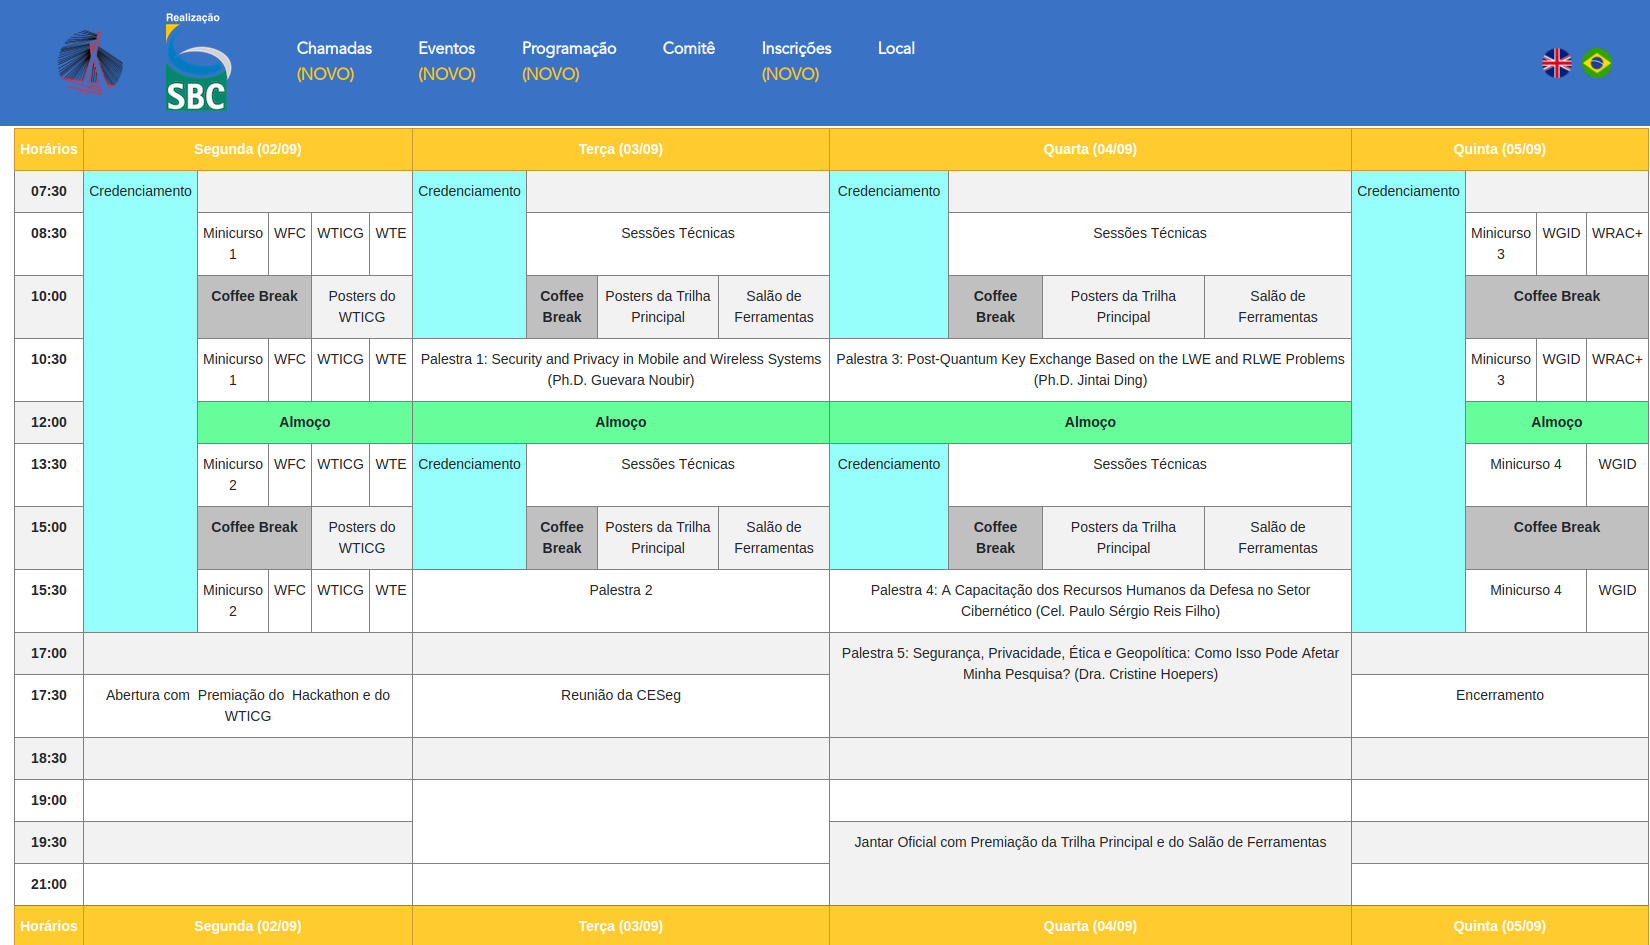 Realização
SBC
Chamadas
(NOVO)
Eventos
(NOVO)
Programação
(NOVO)
Comitê
Inscrições
(NOVO)
Local
Horários Segunda (02/09) Terça (03/09) Quarta (04/09) Quinta (05/09)
07:30 Credenciamento Credenciamento Credenciamento Credenciamento
08:30 Minicurso WFC WTICG WTE Sessões Técnicas Sessões Técnicas Minicurso WGID WRAC+
1 3
10:00 Coffee Break Posters do Coffee Posters da Trilha Salão de Coffee Posters da Trilha Salão de Coffee Break
WTICG Break Principal Ferramentas Break Principal Ferramentas
10:30 Minicurso WFC WTICG WTE Palestra 1: Security and Privacy in Mobile and Wireless Systems Palestra 3: Post-Quantum Key Exchange Based on the LWE and RLWE Problems Minicurso WGID WRAC+
1 (Ph.D. Guevara Noubir) (Ph.D. Jintai Ding) 3
12:00 Almoço Almoço Almoço Almoço
13:30 Minicurso WFC WTICG WTE Credenciamento Sessões Técnicas Credenciamento Sessões Técnicas Minicurso 4 WGID
2
15:00 Coffee Break Posters do Coffee Posters da Trilha Salão de Coffee Posters da Trilha Salão de Coffee Break
WTICG Break Principal Ferramentas Break Principal Ferramentas
15:30 Minicurso WFC WTICG WTE Palestra 2 Palestra 4: A Capacitação dos Recursos Humanos da Defesa no Setor Minicurso 4 WGID
2 Cibernético (Cel. Paulo Sérgio Reis Filho)
17:00 Palestra 5: Segurança, Privacidade, Ética e Geopolítica: Como Isso Pode Afetar
Minha Pesquisa? (Dra. Cristine Hoepers)
17:30 Abertura com Premiação do Hackathon e do Reunião da CESeg Encerramento
WTICG
18:30
19:00
19:30 Jantar Oficial com Premiação da Trilha Principal e do Salão de Ferramentas
21:00
Horários Segunda (02/09) Terça (03/09) Quarta (04/09) Quinta (05/09)